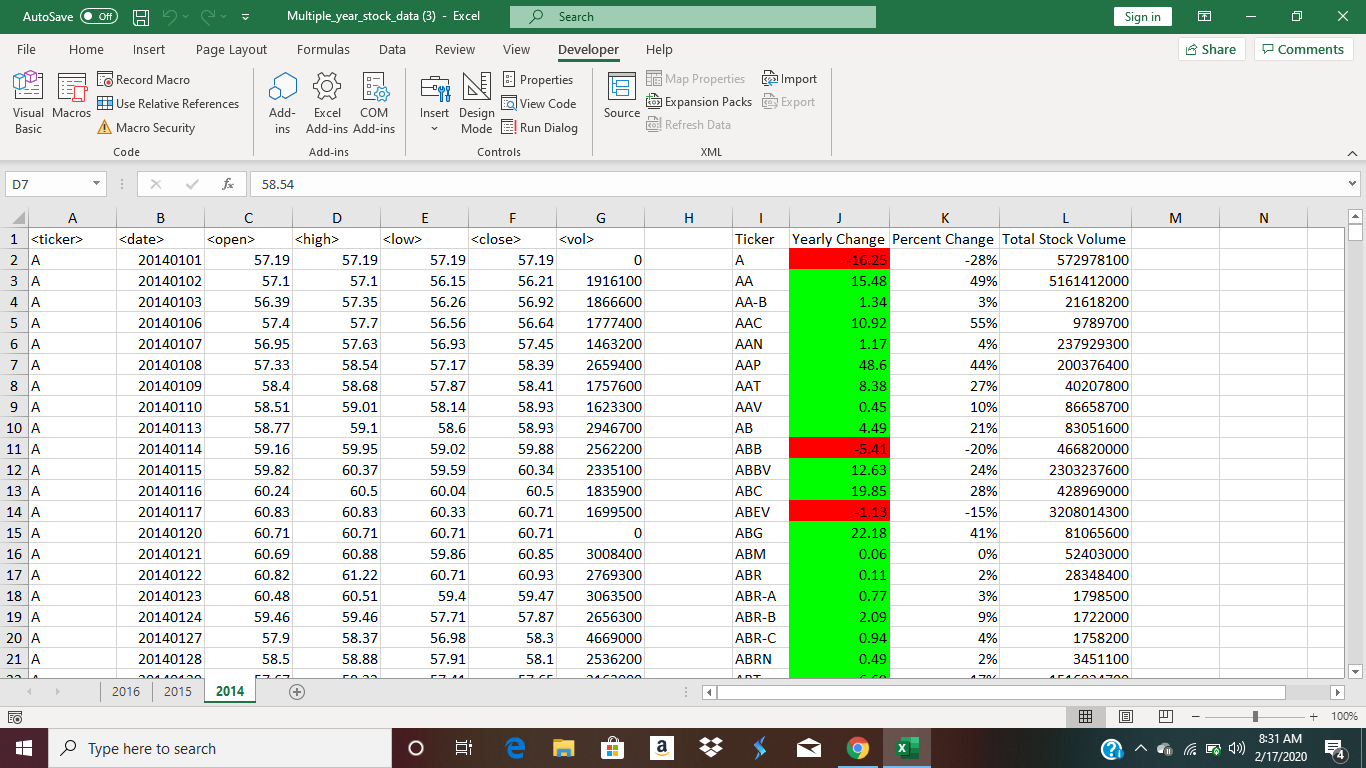 AutoSave Off Multiple_year_stock_data (3) - Excel Search Sign in
File Home Insert Page Layout Formulas Data Review View Developer Help Share Comments
Visual Basic Macros Record Macro Use Relative References Macro Security
Add-ins Excel Add-ins COM Add-ins
Insert Design Mode Properties View Code Run Dialog
Source Map Properties Expansion Packs Refresh Data Import Export
Code Add-ins Controls XML
D7 fx 58.54
A B C D E F G H I J K L M N
1 <ticker> <date> <open> <high> <low> <close> <vol> Ticker Yearly Change Percent Change Total Stock Volume
2 A 20140101 57.19 57.19 57.19 57.19 0 A -16.25 -28% 572978100
3 A 20140102 57.1 57.1 56.15 56.21 1916100 AA 15.48 49% 5161412000
4 A 20140103 56.39 57.35 56.26 56.92 1866600 AA-B 1.34 3% 21618200
5 A 20140106 57.4 57.7 56.56 56.64 1777400 AAC 10.92 55% 9789700
6 A 20140107 56.95 57.63 56.93 57.45 1463200 AAN 1.17 4% 237929300
7 A 20140108 57.33 58.54 57.17 58.39 2659400 AAP 48.6 44% 200376400
8 A 20140109 58.4 58.68 57.87 58.41 1757600 AAT 8.38 27% 40207800
9 A 20140110 58.51 59.01 58.14 58.93 1623300 AAV 0.45 10% 86658700
10 A 20140113 58.77 59.1 58.6 58.93 2946700 AB 4.49 21% 83051600
11 A 20140114 59.16 59.95 59.02 59.88 2562200 ABB -5.41 -20% 466820000
12 A 20140115 59.82 60.37 59.59 60.34 2335100 ABBV 12.63 24% 2303237600
13 A 20140116 60.24 60.5 60.04 60.5 1835900 ABC 19.85 28% 428969000
14 A 20140117 60.83 60.83 60.33 60.71 1699500 ABEV -1.13 -15% 3208014300
15 A 20140120 60.71 60.71 60.71 60.71 0 ABG 22.18 41% 81065600
16 A 20140121 60.69 60.88 59.86 60.85 3008400 ABM 0.06 0% 52403000
17 A 20140122 60.82 61.22 60.71 60.93 2769300 ABR 0.11 2% 28348400
18 A 20140123 60.48 60.51 59.4 59.47 3063500 ABR-A 0.77 3% 1798500
19 A 20140124 59.46 59.46 57.71 57.87 2656300 ABR-B 2.09 9% 1722000
20 A 20140127 57.9 58.37 56.98 58.3 4669000 ABR-C 0.94 4% 1758200
21 A 20140128 58.5 58.88 57.91 58.1 2536200 ABRN 0.49 2% 3451100
2016 2015 2014
100%
Type here to search
8:31 AM
2/17/2020
4